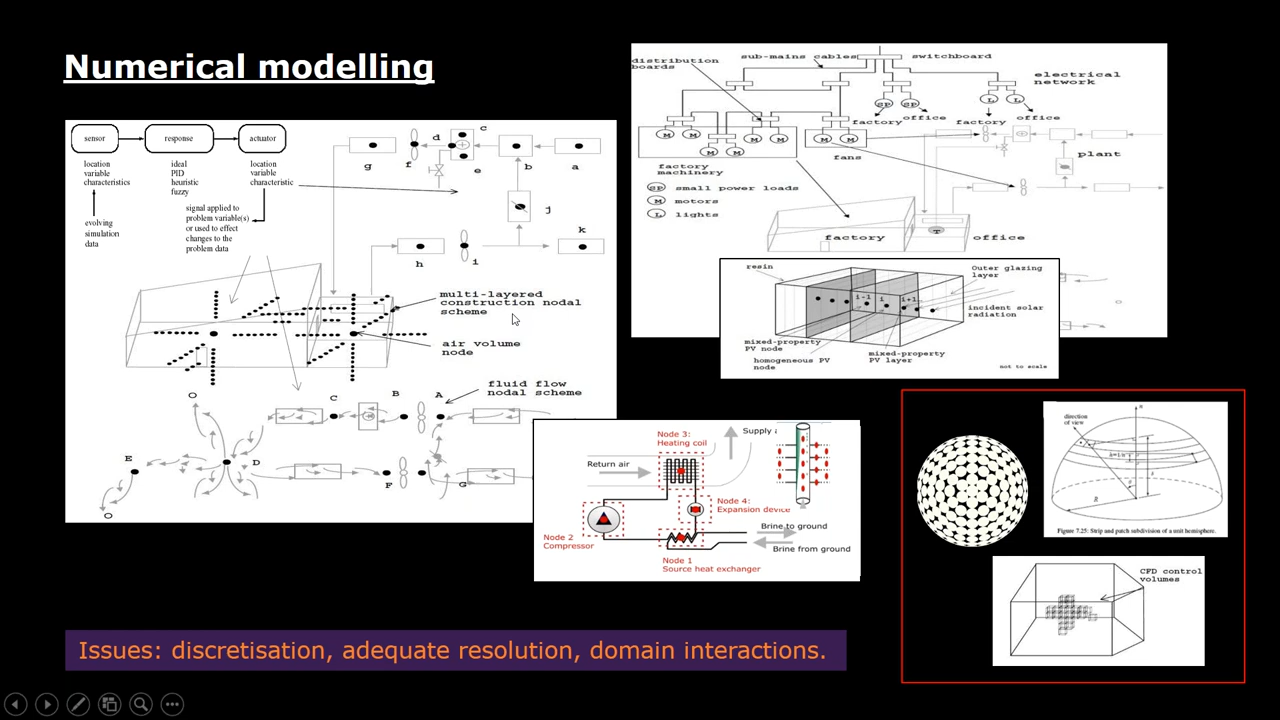 Numerical modelling
sensor
response
actuator
location
variable
characteristics
ideal
PID
heuristic
fuzzy
location
variable
characteristic
evolving
simulation
data
signal applied to
problem variable(s)
or used to effect
changes to the
problem data
g
f
d
c
e
b
a
j
k
h
i
multi-layered
construction nodal
scheme
air volume
node
fluid flow
nodal scheme
C
B
A
E
D
F
G
distribution
boards
sub-mains cables
switchboard
electrical
network
SP
SP
L
L
factory
office
factory
office
M
M
M
M
M
M
M
M
fans
plant
factory
machinery
SP
small power loads
M
motors
L
lights
factory
T
office
resin
Outer glazing
layer
i-1
i
i+1
incident solar
radiation
mixed-property
PV node
homogeneous PV
node
mixed-property
PV layer
not to scale
Node 3:
Heating coil
Supply a
Return air
Node 4:
Expansion device
Node 2
Compressor
Brine to ground
Brine from ground
Node 1
Source heat exchanger
direction
of view
n
R
Figure 7.25: Strip and patch subdivision of a unit hemisphere.
CFD control
volumes
Issues: discretisation, adequate resolution, domain interactions.